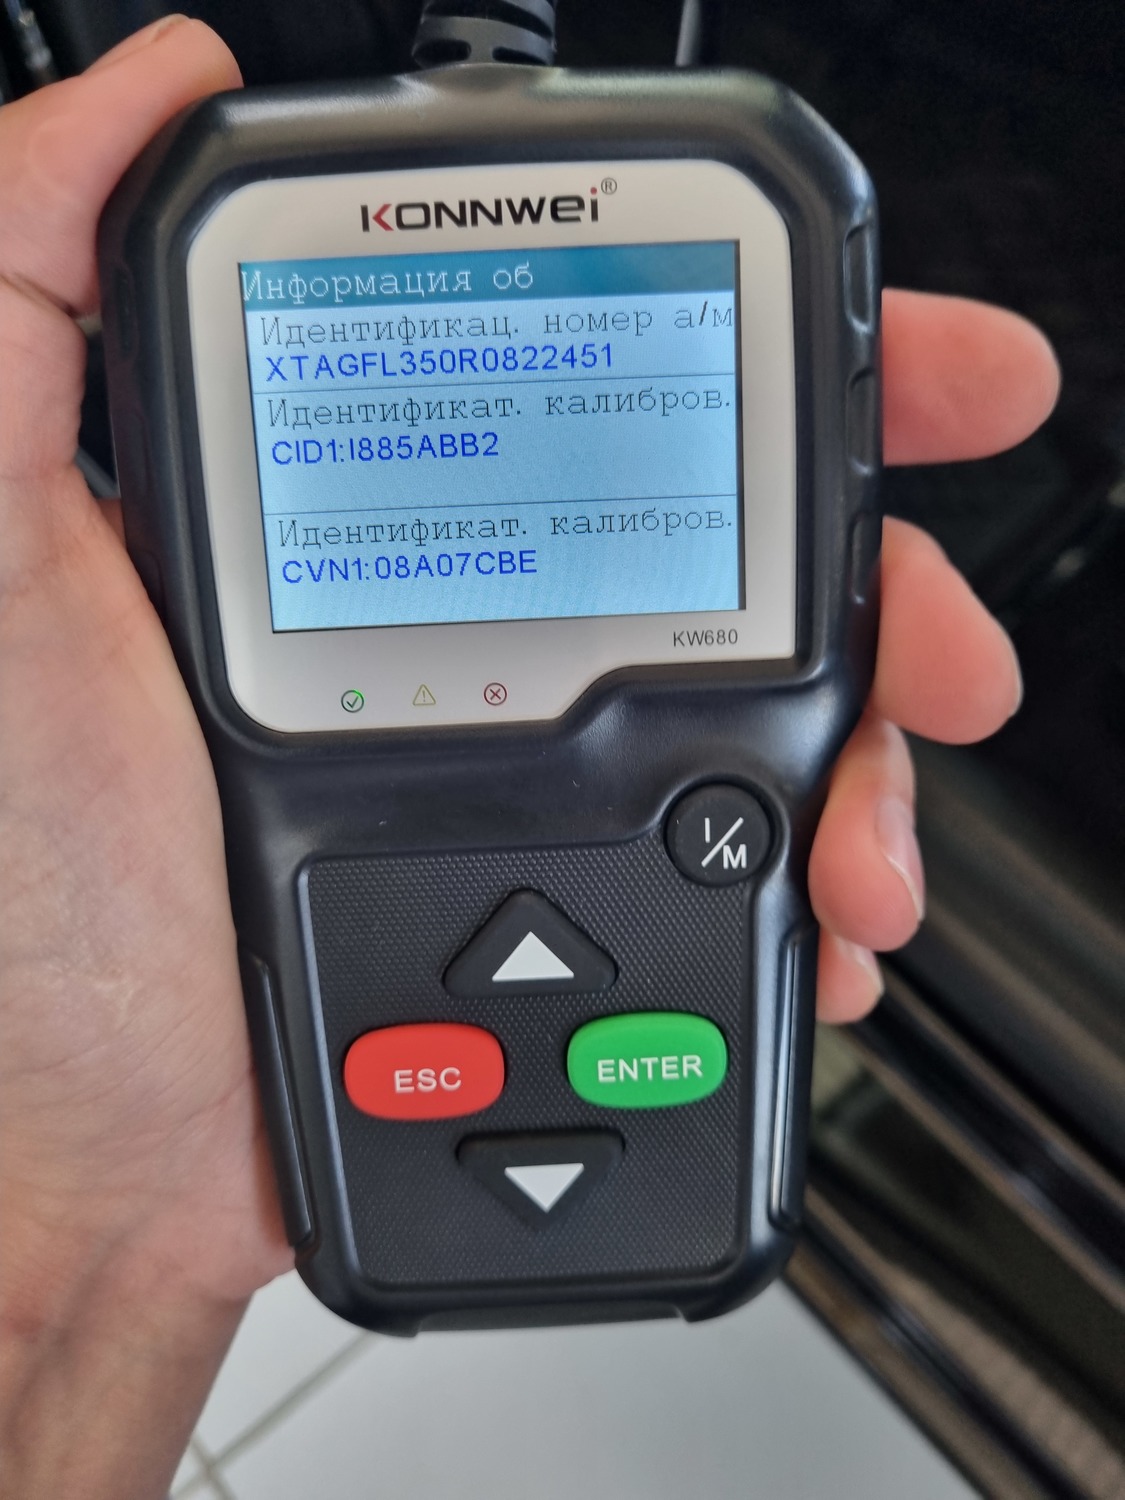 KONNWEI®
Информация об
Идентификац. номер а/м
XTAGFL350R0822451
Идентификат. калибров.
CID1:I885ABB2
Идентификат. калибров.
CVN1:08A07CBE
KW680
I/M
ESC
ENTER